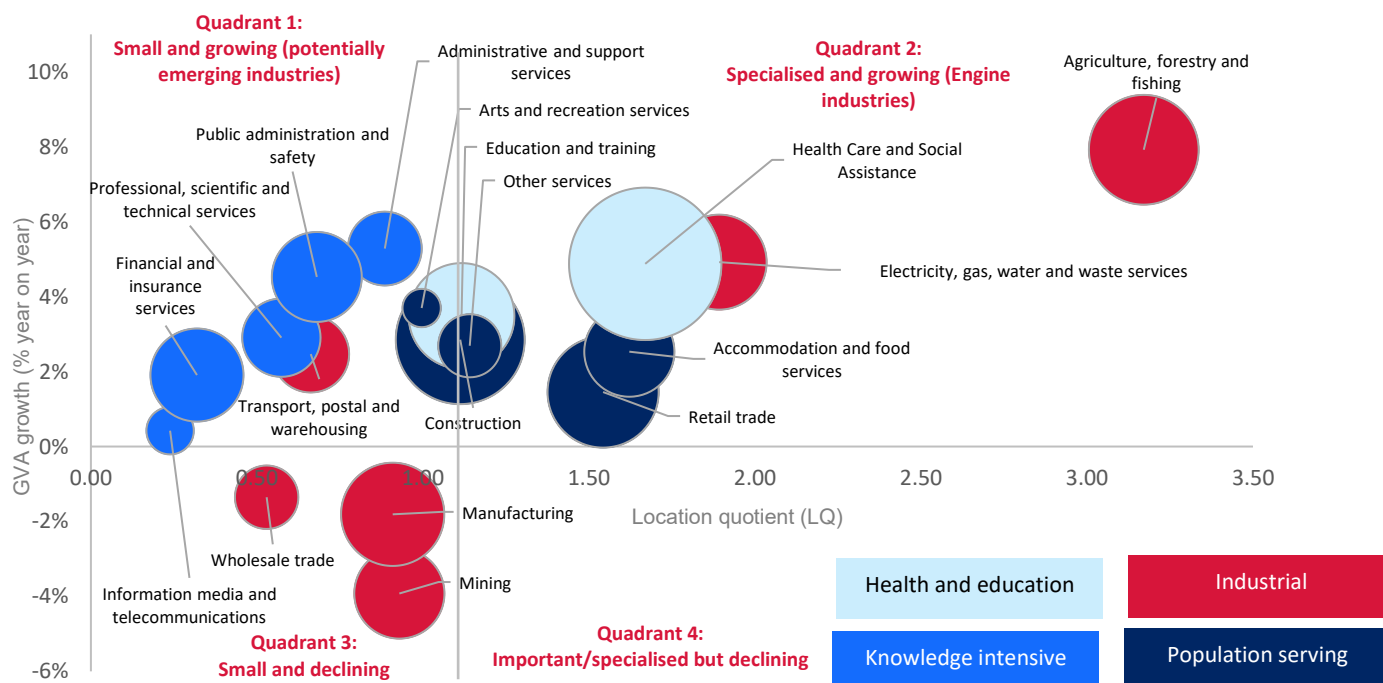 Quadrant 1:
Small and growing (potentially
emerging industries)
Administrative and support
services
Quadrant 2:
Specialised and growing (Engine
industries)
Agriculture, forestry and
fishing
Arts and recreation services
Public administration and
safety
Education and training
Health Care and Social
Assistance
Other services
Professional, scientific and
technical services
Financial and
insurance
services
Electricity, gas, water and waste services
Accommodation and food
services
Transport, postal and
warehousing
Construction
Retail trade
10%
8%
6%
4%
2%
0%
-2%
-4%
-6%
GVA growth (% year on year)
0.00
0.50
1.00
1.50
2.00
2.50
3.00
3.50
Location quotient (LQ)
Manufacturing
Wholesale trade
Mining
Information media and
telecommunications
Quadrant 3:
Small and declining
Quadrant 4:
Important/specialised but declining
Health and education
Industrial
Knowledge intensive
Population serving